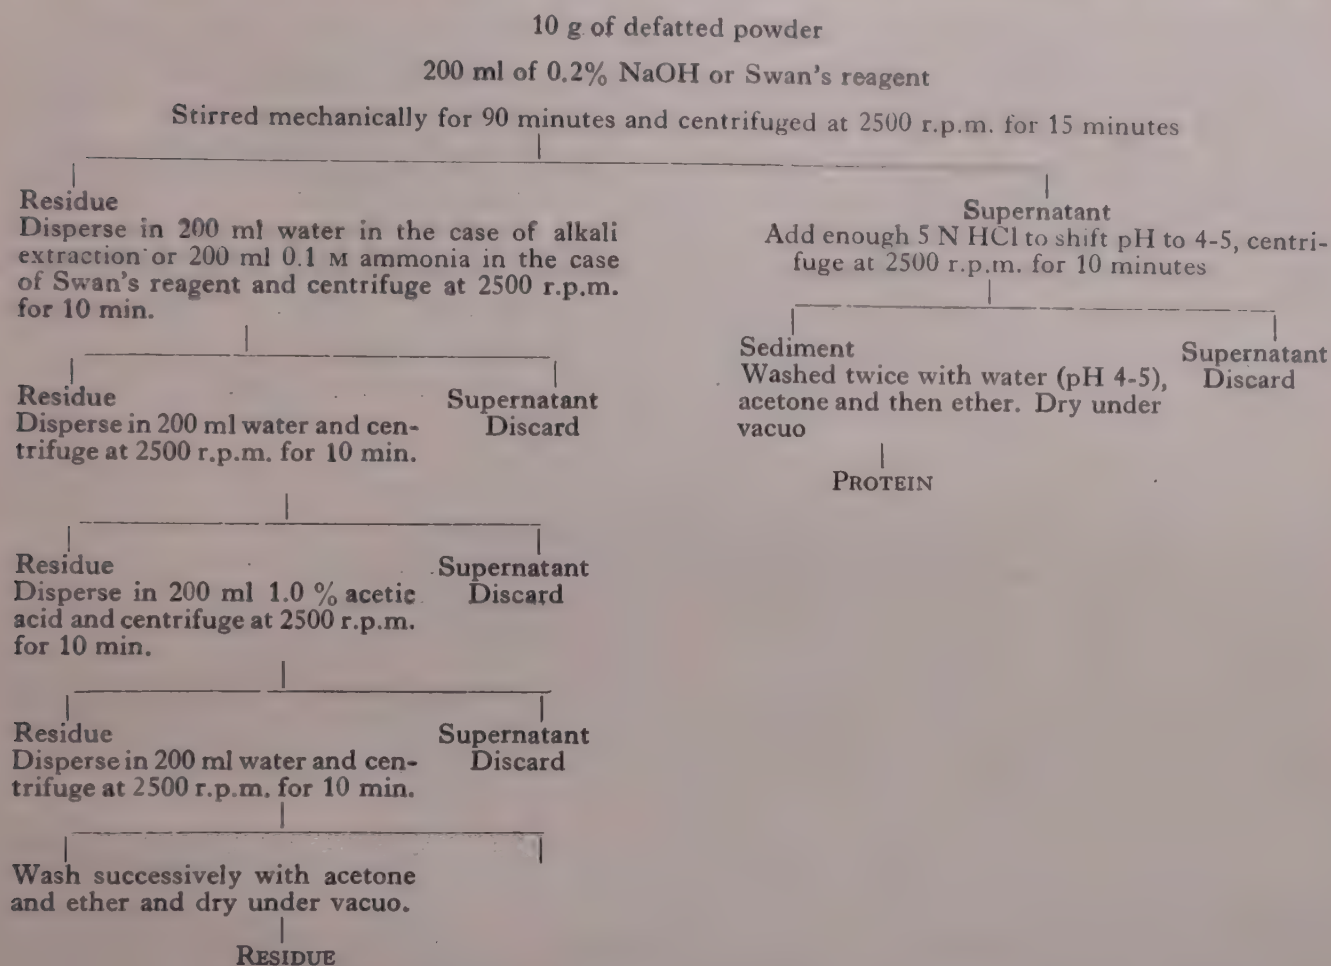 10 g of defatted powder
200 ml of 0.2% NaOH or Swan's reagent
Stirred mechanically for 90 minutes and centrifuged at 2500 r.p.m. for 15 minutes
Residue
Disperse in 200 ml water in the case of alkali
extraction or 200 ml 0.1 M ammonia in the case
of Swan's reagent and centrifuge at 2500 r.p.m.
for 10 min.
Supernatant
Add enough 5 N HCl to shift pH to 4-5, centri-
fuge at 2500 r.p.m. for 10 minutes
Residue
Disperse in 200 ml water and cen-
trifuge at 2500 r.p.m. for 10 min.
Supernatant
Discard
Sediment
Washed twice with water (pH 4-5),
acetone and then ether. Dry under
vacuo
Supernatant
Discard
PROTEIN
Residue
Disperse in 200 ml 1.0 % acetic
acid and centrifuge at 2500 r.p.m.
for 10 min.
Supernatant
Discard
Residue
Disperse in 200 ml water and cen-
trifuge at 2500 r.p.m. for 10 min.
Supernatant
Discard
Wash successively with acetone
and ether and dry under vacuo.
RESIDUE